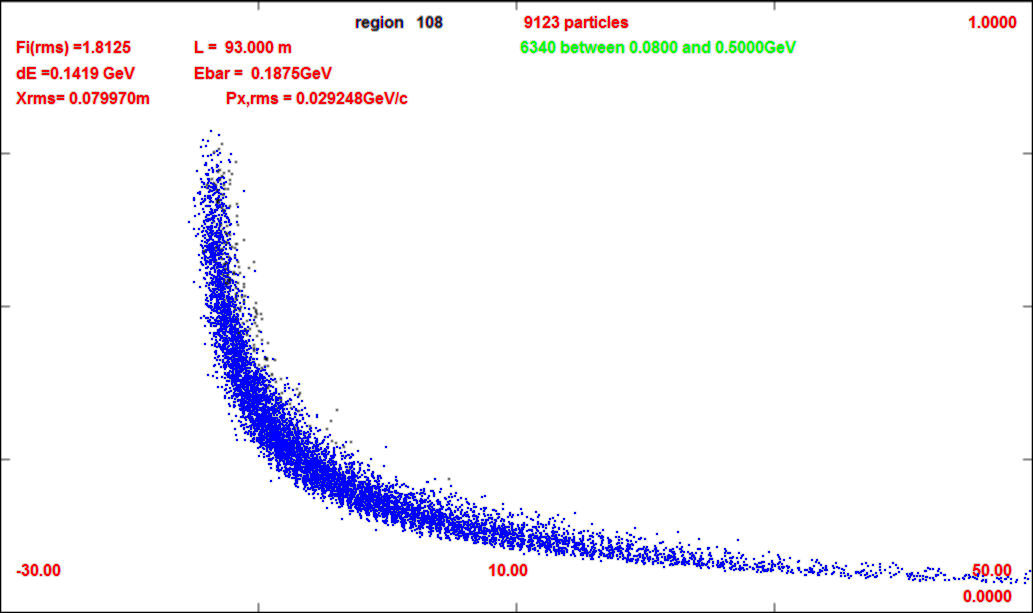 region 108 9123 particles 1.0000
Fi(rms) =1.8125 L = 93.000 m 6340 between 0.0800 and 0.5000GeV
dE =0.1419 GeV Ebar = 0.1875GeV
Xrms= 0.079970m Px,rms = 0.029248GeV/c
-30.00 10.00 50.00
0.0000